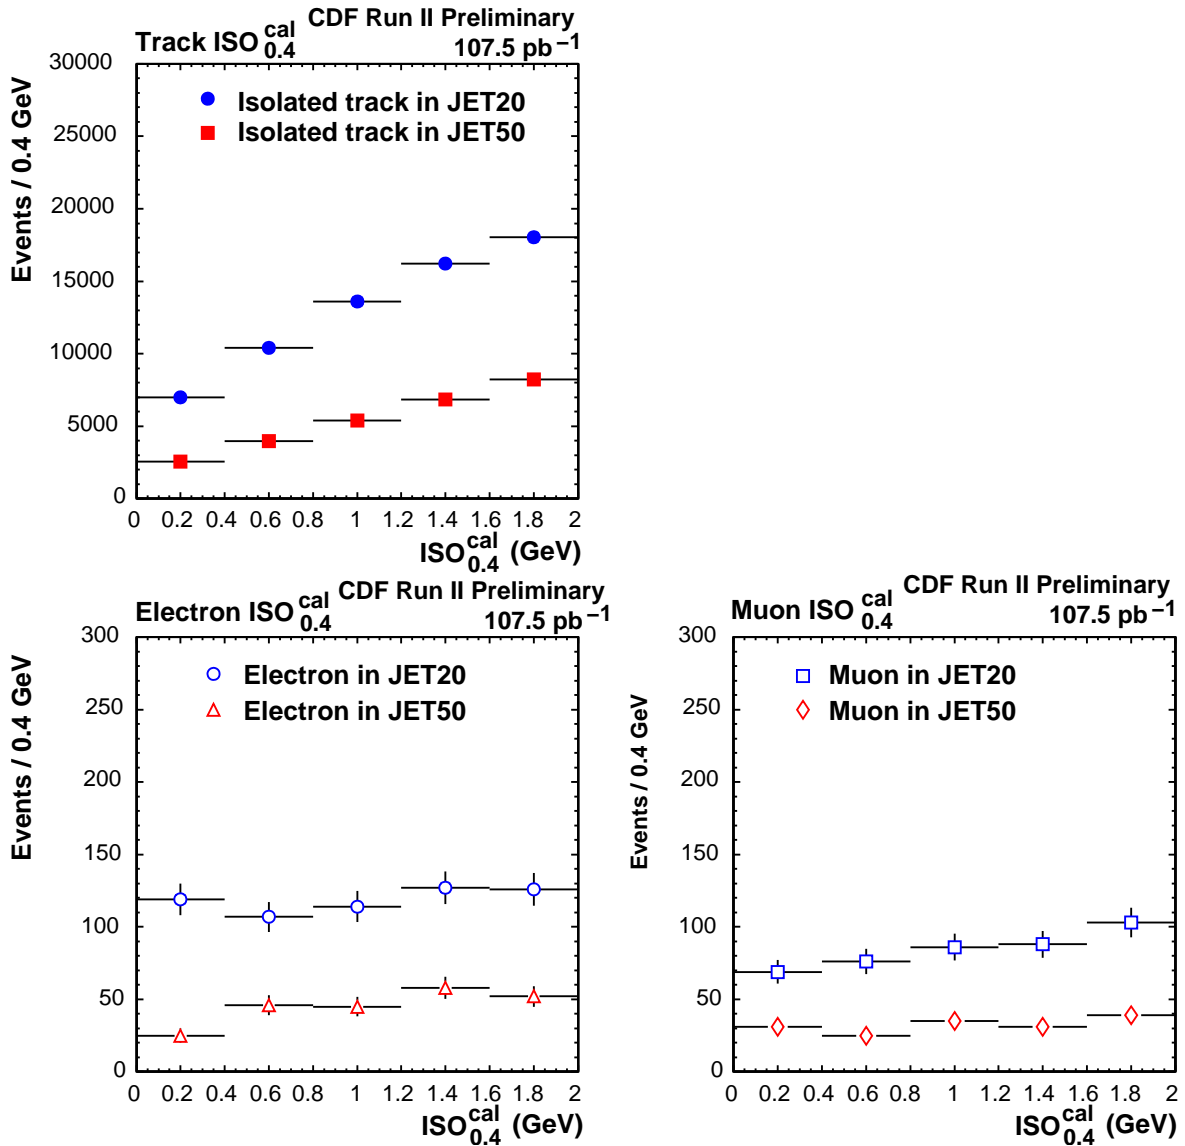 CDF Run II Preliminary
Track ISO cal 0.4
107.5 pb−1
Isolated track in JET20
Isolated track in JET50
Events / 0.4 GeV
30000
25000
20000
15000
10000
5000
0
0 0.2 0.4 0.6 0.8 1 1.2 1.4 1.6 1.8 2
ISO cal 0.4 (GeV)
CDF Run II Preliminary
Electron ISO cal 0.4
107.5 pb−1
Electron in JET20
Electron in JET50
Events / 0.4 GeV
300
250
200
150
100
50
0
0 0.2 0.4 0.6 0.8 1 1.2 1.4 1.6 1.8 2
ISO cal 0.4 (GeV)
CDF Run II Preliminary
Muon ISO cal 0.4
107.5 pb−1
Muon in JET20
Muon in JET50
Events / 0.4 GeV
300
250
200
150
100
50
0
0 0.2 0.4 0.6 0.8 1 1.2 1.4 1.6 1.8 2
ISO cal 0.4 (GeV)